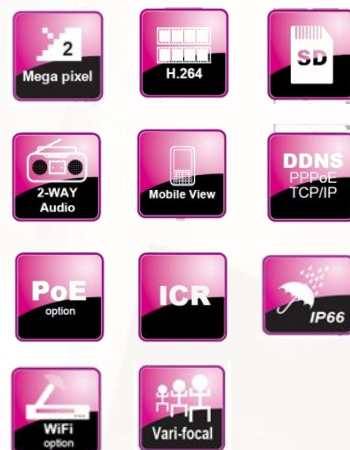 2
Mega pixel
H.264
SD
2-WAY
Audio
Mobile View
DDNS
PPPoE
TCP/IP
PoE
option
ICR
IP66
WiFi
option
Vari-focal